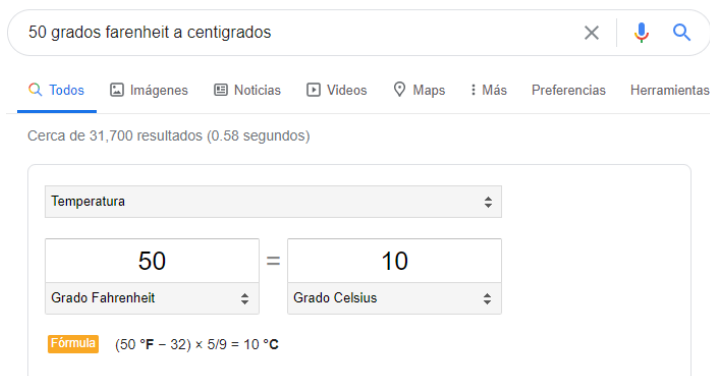 50 grados farenheit a centigrados
Todos Imágenes Noticias Videos Maps Más Preferencias Herramientas
Cerca de 31,700 resultados (0.58 segundos)
Temperatura
50 = 10
Grado Fahrenheit Grado Celsius
Fórmula (50 °F − 32) × 5/9 = 10 °C